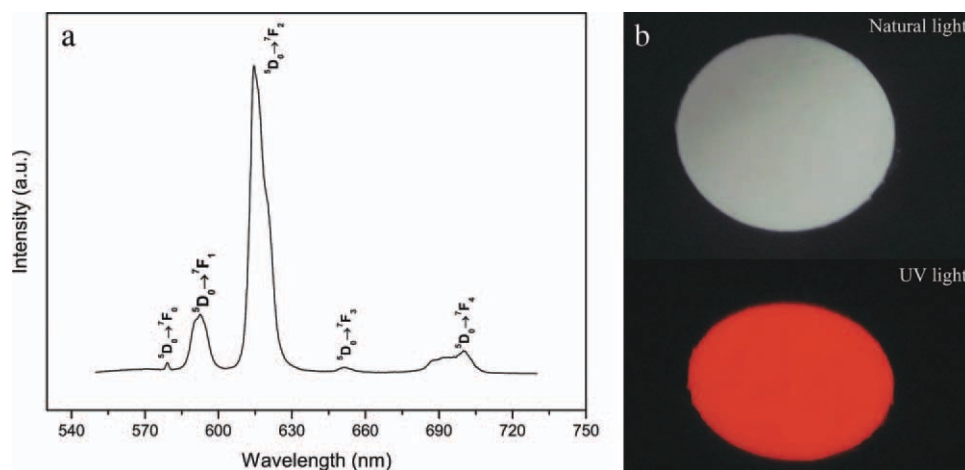 a
⁵D₀→⁷F₂
⁵D₀→⁷F₁
⁵D₀→⁷F₀
⁵D₀→⁷F₃
⁵D₀→⁷F₄
Intensity (a.u.)
540 570 600 630 660 690 720 750
Wavelength (nm)
b
Natural light
UV light